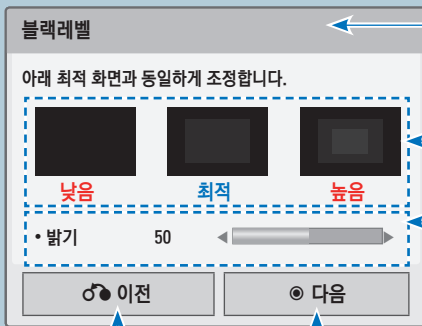 블랙레벨
아래 최적 화면과 동일하게 조정합니다.
낮음 최적 높음
• 밝기 50
이전 ◉ 다음